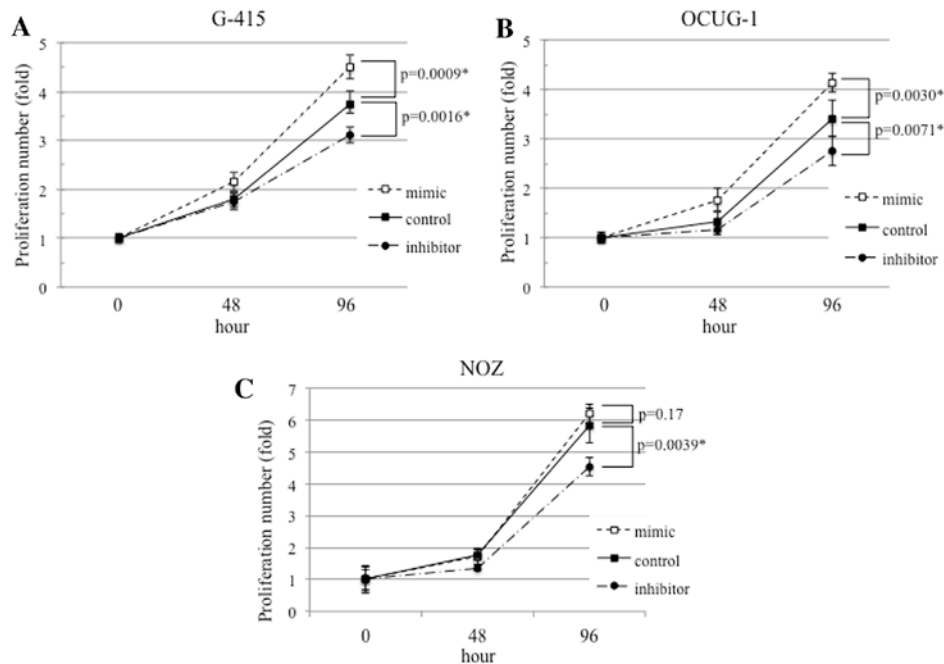 A
G-415
Proliferation number (fold)
5
4
3
2
1
0
p=0.0009*
p=0.0016*
mimic
control
inhibitor
0
48
96
hour
B
OCUG-1
Proliferation number (fold)
5
4
3
2
1
0
p=0.0030*
p=0.0071*
mimic
control
inhibitor
0
48
96
hour
C
NOZ
Proliferation number (fold)
7
6
5
4
3
2
1
0
p=0.17
p=0.0039*
mimic
control
inhibitor
0
48
96
hour